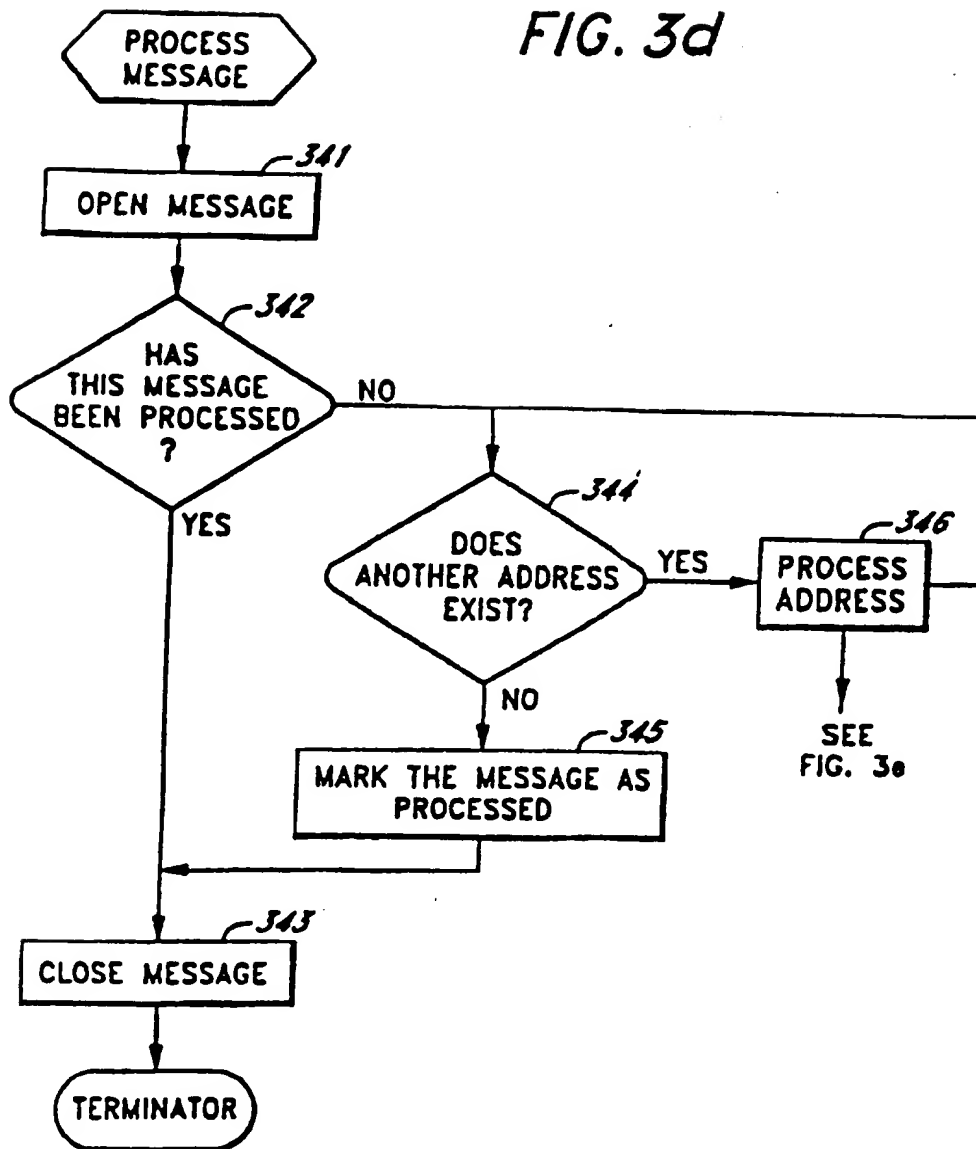 FIG. 3d
PROCESS
MESSAGE
341
OPEN MESSAGE
342
HAS
THIS MESSAGE
BEEN PROCESSED
?
NO
YES
344
DOES
ANOTHER ADDRESS
EXIST?
YES
346
PROCESS
ADDRESS
NO
SEE
FIG. 3e
345
MARK THE MESSAGE AS
PROCESSED
343
CLOSE MESSAGE
TERMINATOR